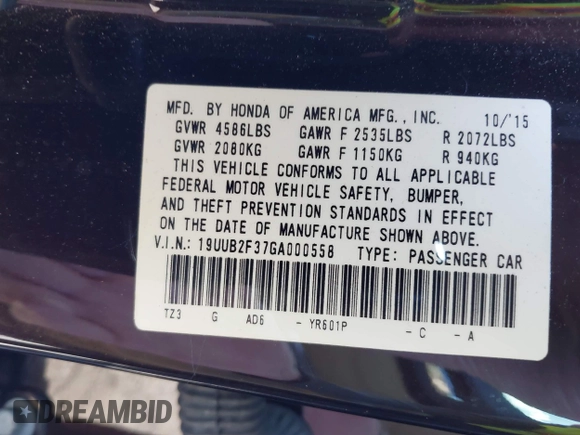 MFD. BY HONDA OF AMERICA MFG., INC. 10/'15
GVWR 4586LBS GAWR F 2535LBS R 2072LBS
GVWR 2080KG GAWR F 1150KG R 940KG
THIS VEHICLE CONFORMS TO ALL APPLICABLE
FEDERAL MOTOR VEHICLE SAFETY, BUMPER,
AND THEFT PREVENTION STANDARDS IN EFFECT
ON THE DATE OF MANUFACTURE SHOWN ABOVE.
V.I.N.: 19UUB2F37GA000558 TYPE: PASSENGER CAR
TZ3 G AD6 - YR601P - C - A
DREAMBID